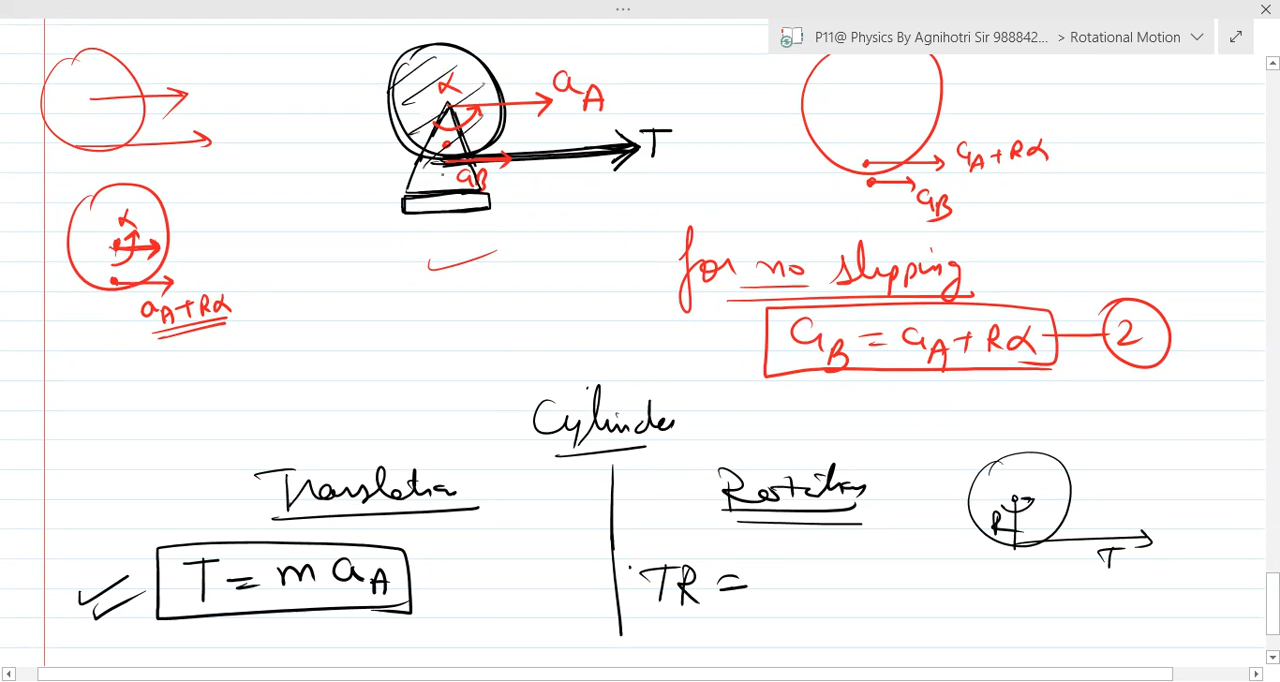 P11@ Physics By Agnihotri Sir 988842... > Rotational Motion
α
a_A
T
a_B
a_A+Rα
a_B
α
a_A+Rα
for no slipping
a_B = a_A + Rα — 2
Cylinder
Translation
Rotation
R
T
T = m a_A
TR =